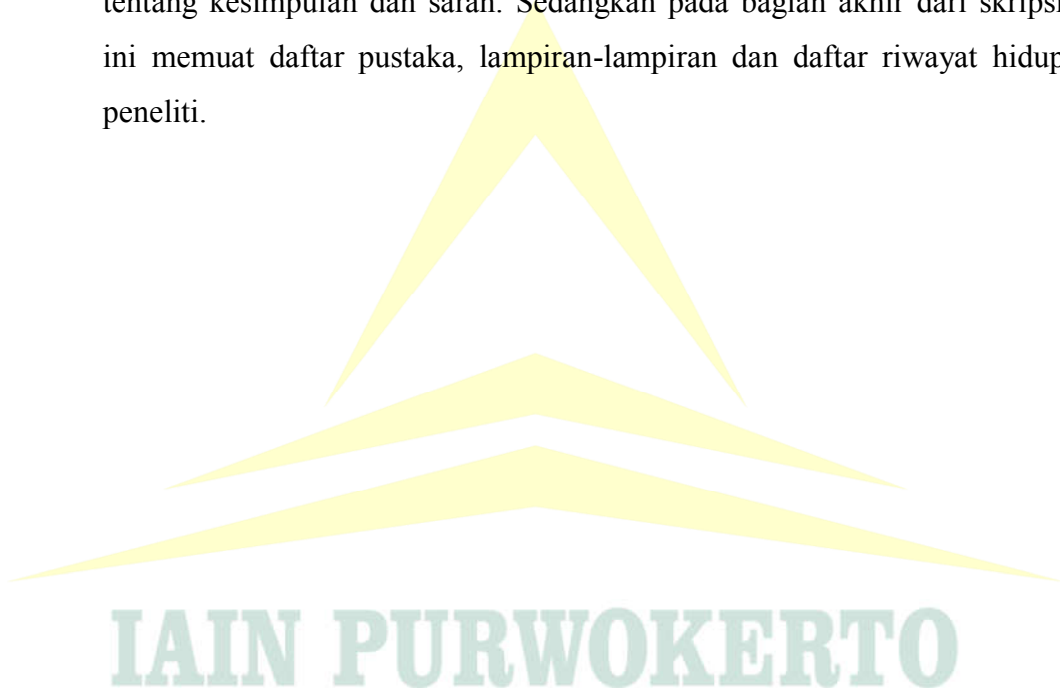 tentang kesimpulan dan saran. Sedangkan pada bagian akhir dari skripsi
ini memuat daftar pustaka, lampiran-lampiran dan daftar riwayat hidup
peneliti.
IAIN PURWOKERTO